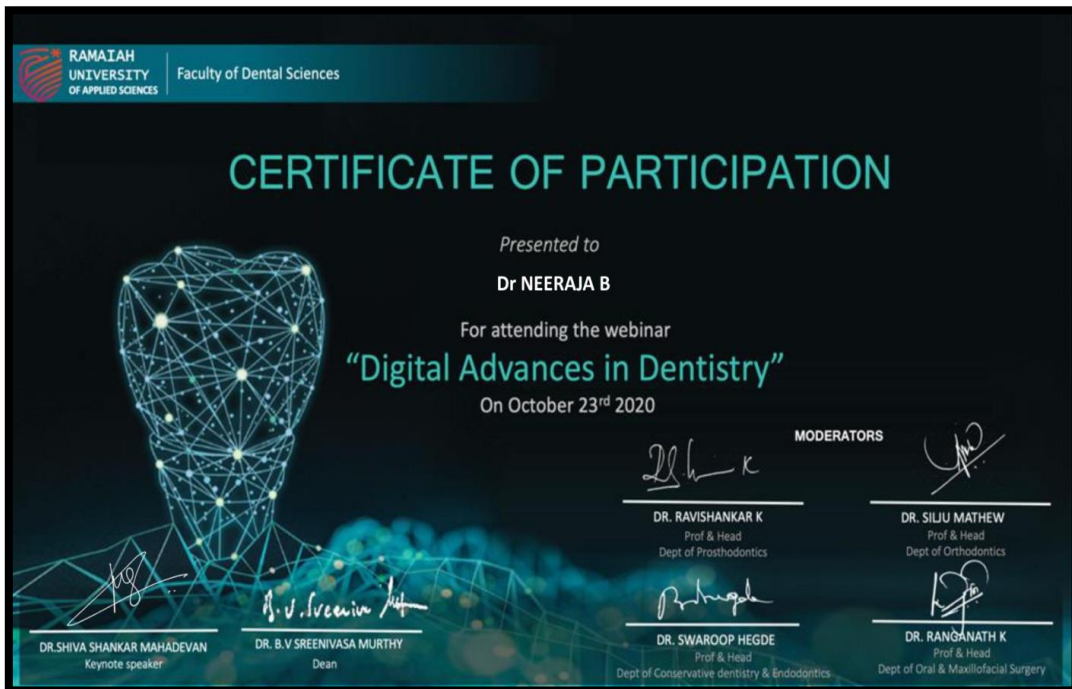 RAMAIAH
UNIVERSITY
OF APPLIED SCIENCES
Faculty of Dental Sciences
CERTIFICATE OF PARTICIPATION
Presented to
Dr NEERAJA B
For attending the webinar
“Digital Advances in Dentistry”
On October 23rd 2020
MODERATORS
DR. RAVISHANKAR K
Prof & Head
Dept of Prosthodontics
DR. SILJU MATHEW
Prof & Head
Dept of Orthodontics
DR.SHIVA SHANKAR MAHADEVAN
Keynote speaker
B.V. Sreeniv
DR. B.V SREENIVASA MURTHY
Dean
DR. SWAROOP HEGDE
Prof & Head
Dept of Conservative dentistry & Endodontics
DR. RANGANATH K
Prof & Head
Dept of Oral & Maxillofacial Surgery